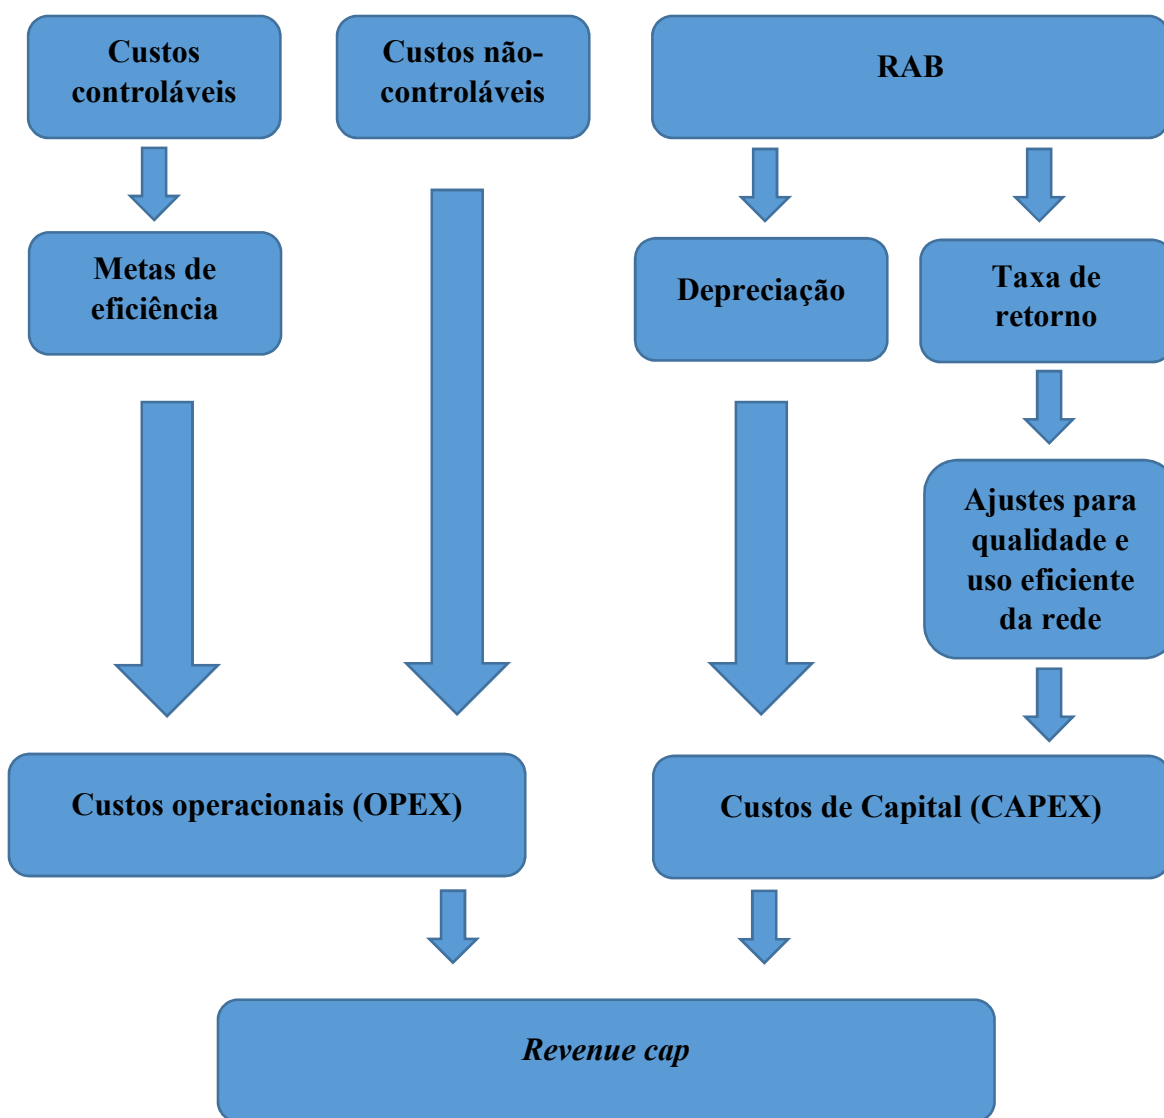 Custos
controláveis
Custos não-
controláveis
RAB
Metas de
eficiência
Depreciação
Taxa de
retorno
Ajustes para
qualidade e
uso eficiente
da rede
Custos operacionais (OPEX)
Custos de Capital (CAPEX)
Revenue cap